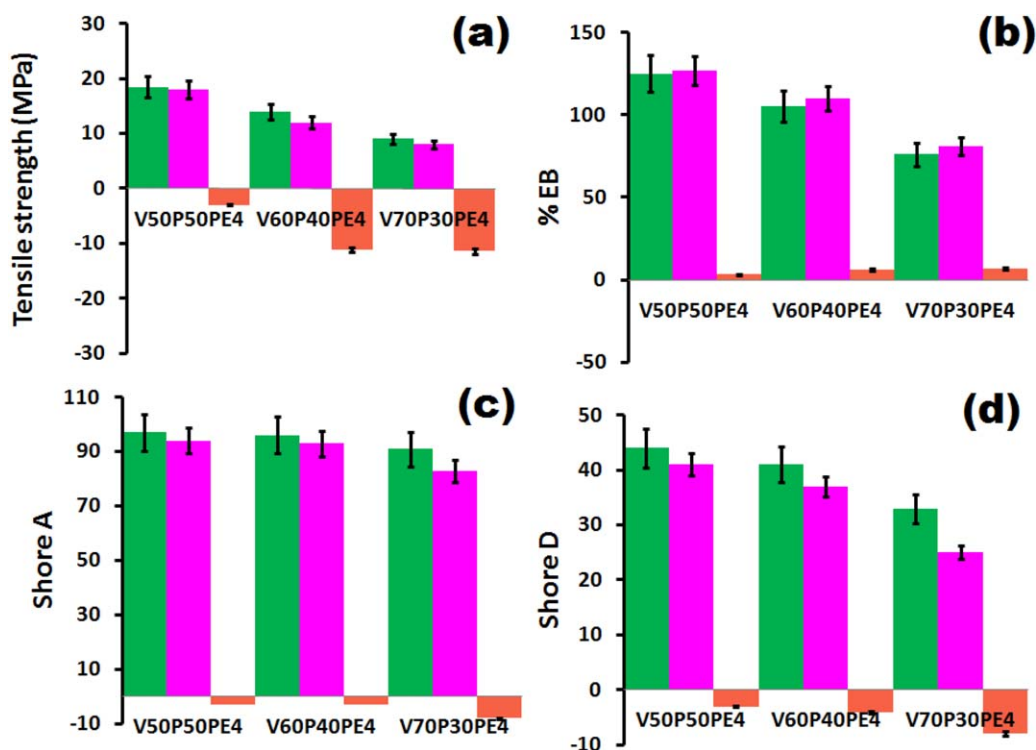 (a)
Tensile strength (MPa)
30
20
10
0
-10
-20
-30
V50P50PE4 V60P40PE4 V70P30PE4
(b)
% EB
150
100
50
0
-50
V50P50PE4 V60P40PE4 V70P30PE4
(c)
Shore A
110
90
70
50
30
10
-10
V50P50PE4 V60P40PE4 V70P30PE4
(d)
Shore D
50
40
30
20
10
0
-10
V50P50PE4 V60P40PE4 V70P30PE4